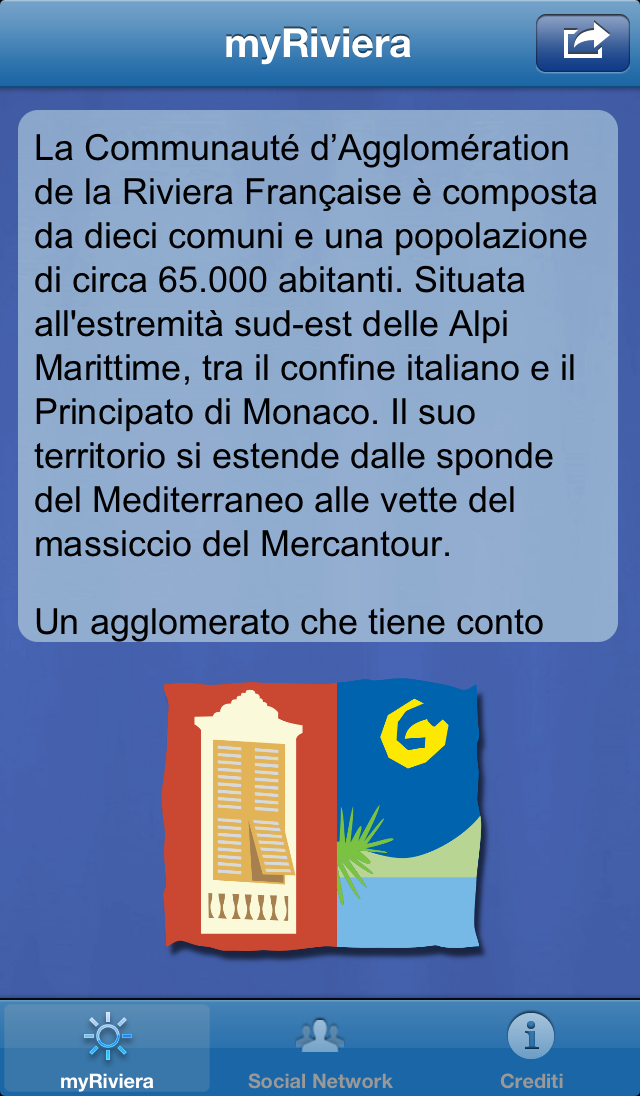 myRiviera
La Communauté d’Agglomération
de la Riviera Française è composta
da dieci comuni e una popolazione
di circa 65.000 abitanti. Situata
all'estremità sud-est delle Alpi
Marittime, tra il confine italiano e il
Principato di Monaco. Il suo
territorio si estende dalle sponde
del Mediterraneo alle vette del
massiccio del Mercantour.
Un agglomerato che tiene conto
myRiviera
Social Network
Crediti